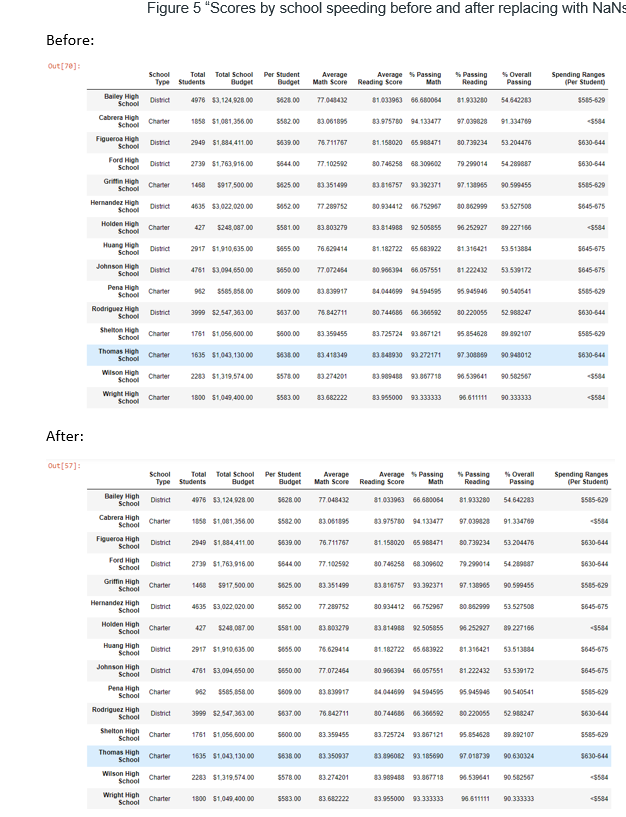 Figure 5 “Scores by school speeding before and after replacing with NaNs
Before:
Out[70]:
School Type Total Students Total School Budget Per Student Budget Average Math Score Average Reading Score % Passing Math % Passing Reading % Overall Passing Spending Ranges (Per Student)
Bailey High School District 4976 $3,124,928.00 $628.00 77.048432 81.033963 66.680064 81.933280 54.642283 $585-629
Cabrera High School Charter 1858 $1,081,356.00 $582.00 83.061895 83.975780 94.133477 97.039828 91.334769 <$584
Figueroa High School District 2949 $1,884,411.00 $639.00 76.711767 81.158020 65.988471 80.739234 53.204476 $630-644
Ford High School District 2739 $1,763,916.00 $644.00 77.102592 80.746258 68.309602 79.299014 54.289887 $630-644
Griffin High School Charter 1468 $917,500.00 $625.00 83.351499 83.816757 93.392371 97.138965 90.599455 $585-629
Hernandez High School District 4635 $3,022,020.00 $652.00 77.289752 80.934412 66.752967 80.862999 53.527508 $645-675
Holden High School Charter 427 $248,087.00 $581.00 83.803279 83.814988 92.505855 96.252927 89.227166 <$584
Huang High School District 2917 $1,910,635.00 $655.00 76.629414 81.182722 65.683922 81.316421 53.513884 $645-675
Johnson High School District 4761 $3,094,650.00 $650.00 77.072464 80.966394 66.057551 81.222432 53.539172 $645-675
Pena High School Charter 962 $585,858.00 $609.00 83.839917 84.044699 94.594595 95.945946 90.540541 $585-629
Rodriguez High School District 3999 $2,547,363.00 $637.00 76.842711 80.744686 66.366592 80.220055 52.988247 $630-644
Shelton High School Charter 1761 $1,056,600.00 $600.00 83.359455 83.725724 93.867121 95.854628 89.892107 $585-629
Thomas High School Charter 1635 $1,043,130.00 $638.00 83.418349 83.848930 93.272171 97.308869 90.948012 $630-644
Wilson High School Charter 2283 $1,319,574.00 $578.00 83.274201 83.989488 93.867718 96.539641 90.582567 <$584
Wright High School Charter 1800 $1,049,400.00 $583.00 83.682222 83.955000 93.333333 96.611111 90.333333 <$584
After:
Out[57]:
School Type Total Students Total School Budget Per Student Budget Average Math Score Average Reading Score % Passing Math % Passing Reading % Overall Passing Spending Ranges (Per Student)
Bailey High School District 4976 $3,124,928.00 $628.00 77.048432 81.033963 66.680064 81.933280 54.642283 $585-629
Cabrera High School Charter 1858 $1,081,356.00 $582.00 83.061895 83.975780 94.133477 97.039828 91.334769 <$584
Figueroa High School District 2949 $1,884,411.00 $639.00 76.711767 81.158020 65.988471 80.739234 53.204476 $630-644
Ford High School District 2739 $1,763,916.00 $644.00 77.102592 80.746258 68.309602 79.299014 54.289887 $630-644
Griffin High School Charter 1468 $917,500.00 $625.00 83.351499 83.816757 93.392371 97.138965 90.599455 $585-629
Hernandez High School District 4635 $3,022,020.00 $652.00 77.289752 80.934412 66.752967 80.862999 53.527508 $645-675
Holden High School Charter 427 $248,087.00 $581.00 83.803279 83.814988 92.505855 96.252927 89.227166 <$584
Huang High School District 2917 $1,910,635.00 $655.00 76.629414 81.182722 65.683922 81.316421 53.513884 $645-675
Johnson High School District 4761 $3,094,650.00 $650.00 77.072464 80.966394 66.057551 81.222432 53.539172 $645-675
Pena High School Charter 962 $585,858.00 $609.00 83.839917 84.044699 94.594595 95.945946 90.540541 $585-629
Rodriguez High School District 3999 $2,547,363.00 $637.00 76.842711 80.744686 66.366592 80.220055 52.988247 $630-644
Shelton High School Charter 1761 $1,056,600.00 $600.00 83.359455 83.725724 93.867121 95.854628 89.892107 $585-629
Thomas High School Charter 1635 $1,043,130.00 $638.00 83.350937 83.896082 93.185690 97.018739 90.630324 $630-644
Wilson High School Charter 2283 $1,319,574.00 $578.00 83.274201 83.989488 93.867718 96.539641 90.582567 <$584
Wright High School Charter 1800 $1,049,400.00 $583.00 83.682222 83.955000 93.333333 96.611111 90.333333 <$584